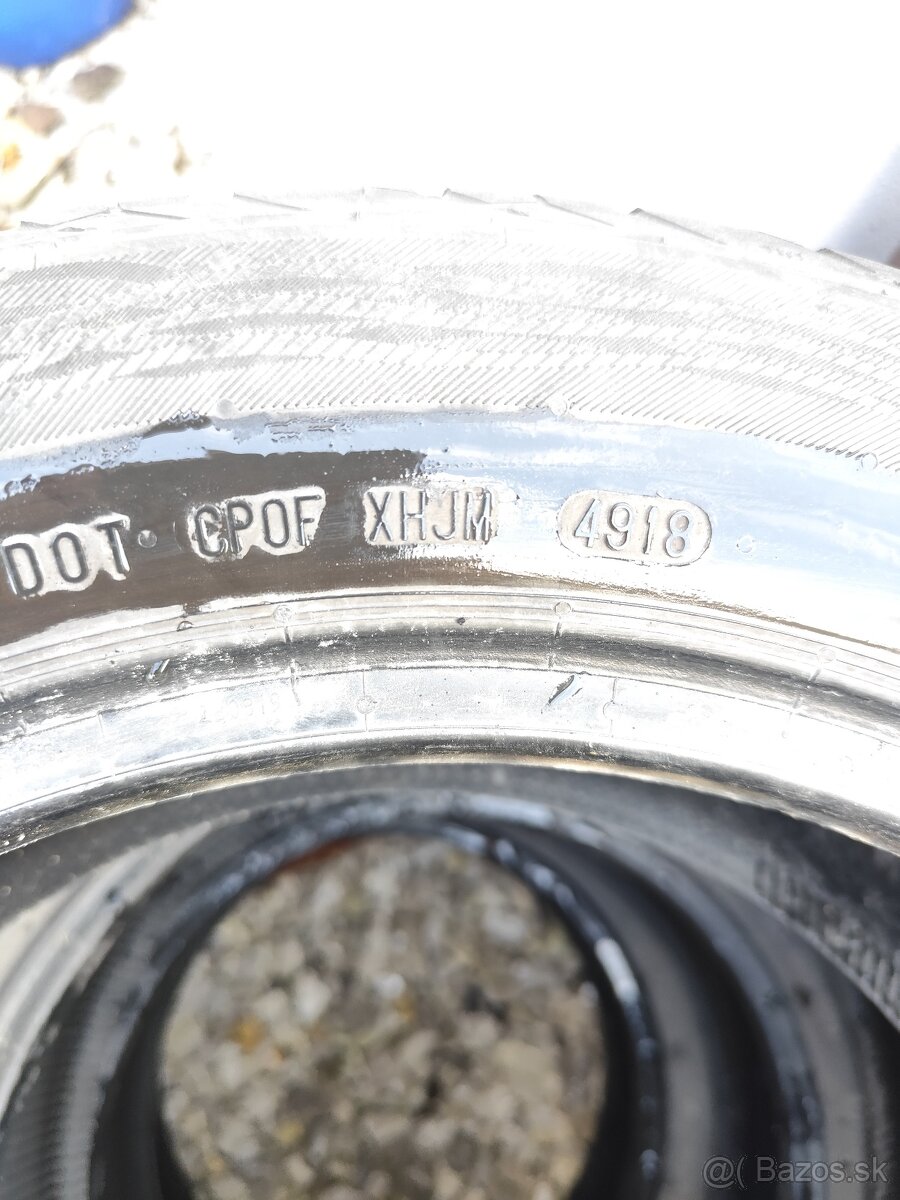 DOT CPOF XHJM 4918
@( Bazos.sk